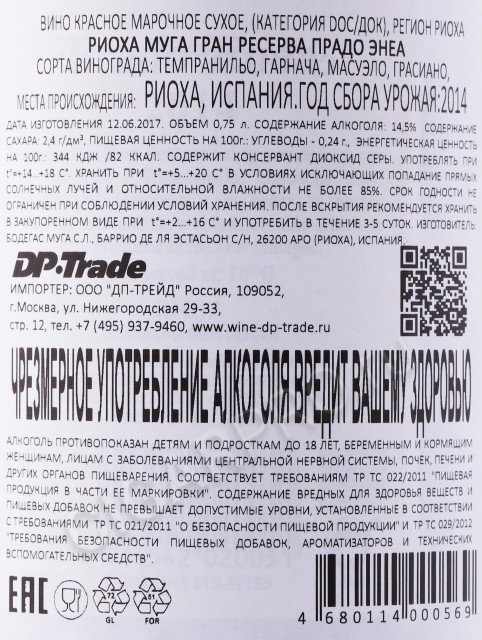 ВИНО КРАСНОЕ МАРОЧНОЕ СУХОЕ, (КАТЕГОРИЯ DOC/ДОК), РЕГИОН РИОХА
РИОХА МУГА ГРАН РЕСЕРВА ПРАДО ЭНЕА
СОРТА ВИНОГРАДА: ТЕМПРАНИЛЬО, ГАРНАЧА, МАСУЭЛО, ГРАСИАНО,
МЕСТА ПРОИСХОЖДЕНИЯ: РИОХА, ИСПАНИЯ.ГОД СБОРА УРОЖАЯ:2014
ДАТА ИЗГОТОВЛЕНИЯ 12.06.2017. ОБЪЕМ 0,75 Л. СОДЕРЖАНИЕ АЛКОГОЛЯ: 14,5% СОДЕРЖАНИЕ
САХАРА: 2,4 г/дм³, ПИЩЕВАЯ ЦЕННОСТЬ НА 100г.: УГЛЕВОДЫ - 0,24 г., ЭНЕРГЕТИЧЕСКАЯ ЦЕННОСТЬ
на 100г.: 344 КДЖ /82 ККАЛ. СОДЕРЖИТ КОНСЕРВАНТ ДИОКСИД СЕРЫ. УПОТРЕБЛЯТЬ ПРИ
t°=+14...+18 С°. ХРАНИТЬ ПРИ t°=+5...+20 С° В УСЛОВИЯХ ИСКЛЮЧАЮЩИХ ПОПАДАНИЕ ПРЯМЫХ
СОЛНЕЧНЫХ ЛУЧЕЙ И ОТНОСИТЕЛЬНОЙ ВЛАЖНОСТИ НЕ БОЛЕЕ 85%. СРОК ГОДНОСТИ НЕ
ОГРАНИЧЕН ПРИ СОБЛЮДЕНИИ УСЛОВИЙ ХРАНЕНИЯ. ПОСЛЕ ВСКРЫТИЯ РЕКОМЕНДУЕТСЯ ХРАНИТЬ
В ЗАКУПОРЕННОМ ВИДЕ ПРИ t°=+2...+16 С° И УПОТРЕБИТЬ В ТЕЧЕНИЕ 3-5 СУТОК. ИЗГОТОВИТЕЛЬ
БОДЕГАС МУГА С.Л., БАРРИО ДЕ ЛЯ ЭСТАСЬОН С/Н, 26200 АРО (РИОХА), ИСПАНИЯ.
DP·Trade
ИМПОРТЕР: ООО "ДП-ТРЕЙД" Россия, 109052,
г.Москва, ул. Нижегородская 29-33,
стр. 12, тел.+7 (495) 937-9460, www.wine-dp-trade.ru
ЧРЕЗМЕРНОЕ УПОТРЕБЛЕНИЕ АЛКОГОЛЯ ВРЕДИТ ВАШЕМУ ЗДОРОВЬЮ
АЛКОГОЛЬ ПРОТИВОПОКАЗАН ДЕТЯМ И ПОДРОСТКАМ ДО 18 ЛЕТ, БЕРЕМЕННЫМ И КОРМЯЩИМ
ЖЕНЩИНАМ, ЛИЦАМ С ЗАБОЛЕВАНИЯМИ ЦЕНТРАЛЬНОЙ НЕРВНОЙ СИСТЕМЫ, ПОЧЕК, ПЕЧЕНИ И
ДРУГИХ ОРГАНОВ ПИЩЕВАРЕНИЯ. СООТВЕТСТВУЕТ ТРЕБОВАНИЯМ ТР ТС 022/2011 "ПИЩЕВАЯ
ПРОДУКЦИЯ В ЧАСТИ ЕЕ МАРКИРОВКИ". СОДЕРЖАНИЕ ВРЕДНЫХ ДЛЯ ЗДОРОВЬЯ ВЕЩЕСТВ И
ПИЩЕВЫХ ДОБАВОК НЕ ПРЕВЫШАЕТ ДОПУСТИМЫЕ УРОВНИ, УСТАНОВЛЕННЫЕ В СООТВЕТСТВИИ
С ТРЕБОВАНИЯМИ ТР ТС 021/2011 "О БЕЗОПАСНОСТИ ПИЩЕВОЙ ПРОДУКЦИИ" И ТР ТС 029/2012
"ТРЕБОВАНИЯ БЕЗОПАСНОСТИ ПИЩЕВЫХ ДОБАВОК, АРОМАТИЗАТОРОВ И ТЕХНИЧЕСКИХ
ВСПОМОГАТЕЛЬНЫХ СРЕДСТВ".
EAC
72
GL
51
FOR
4 680114 000569